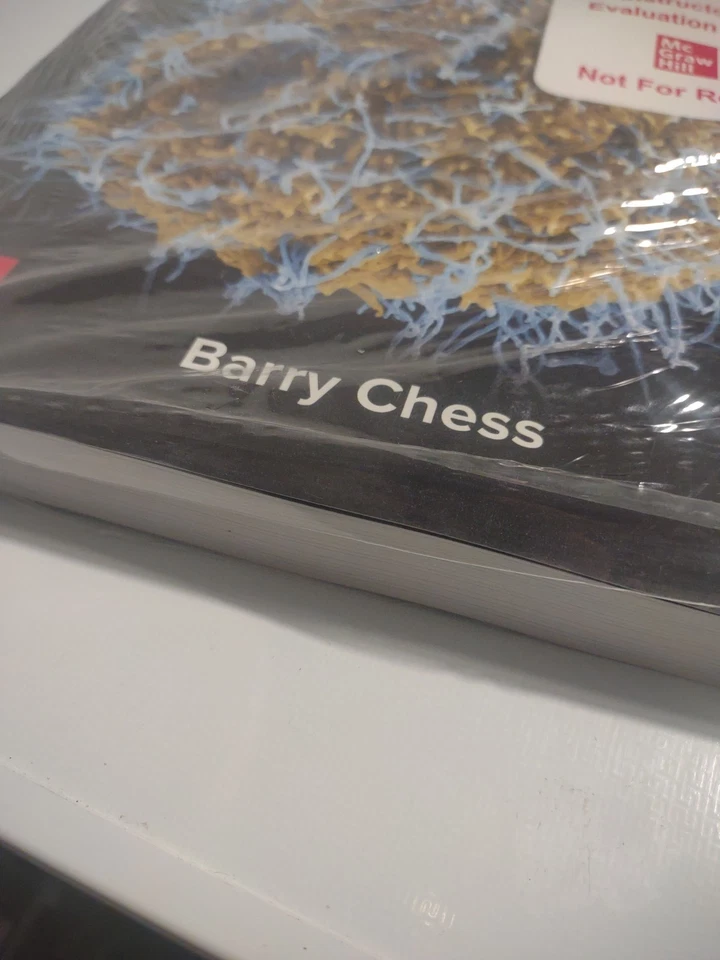 Evaluation
Mc
Graw
Hill
Not For
Barry Chess